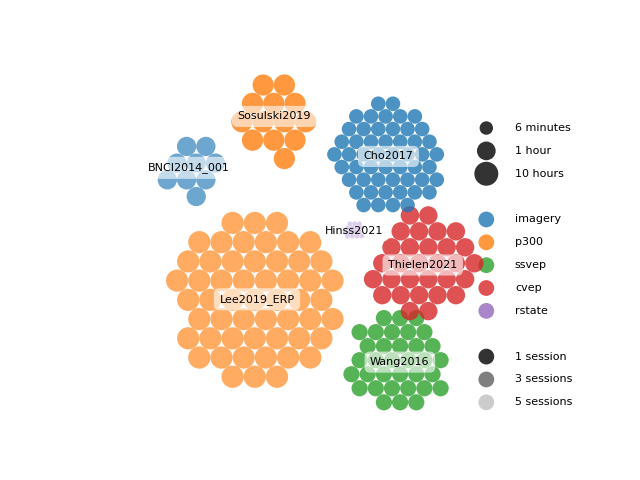 Sosulski2019
6 minutes
Cho2017
1 hour
BNCI2014_001
10 hours
imagery
Hinss2021
p300
Thielen2021
ssvep
cvep
Lee2019_ERP
rstate
1 session
Wang2016
3 sessions
5 sessions